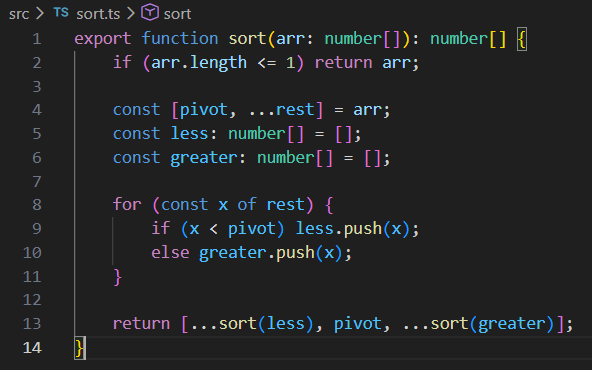 src > TS sort.ts > sort
1 export function sort(arr: number[]): number[] {
2     if (arr.length <= 1) return arr;
3
4     const [pivot, ...rest] = arr;
5     const less: number[] = [];
6     const greater: number[] = [];
7
8     for (const x of rest) {
9         if (x < pivot) less.push(x);
10         else greater.push(x);
11     }
12
13     return [...sort(less), pivot, ...sort(greater)];
14 }